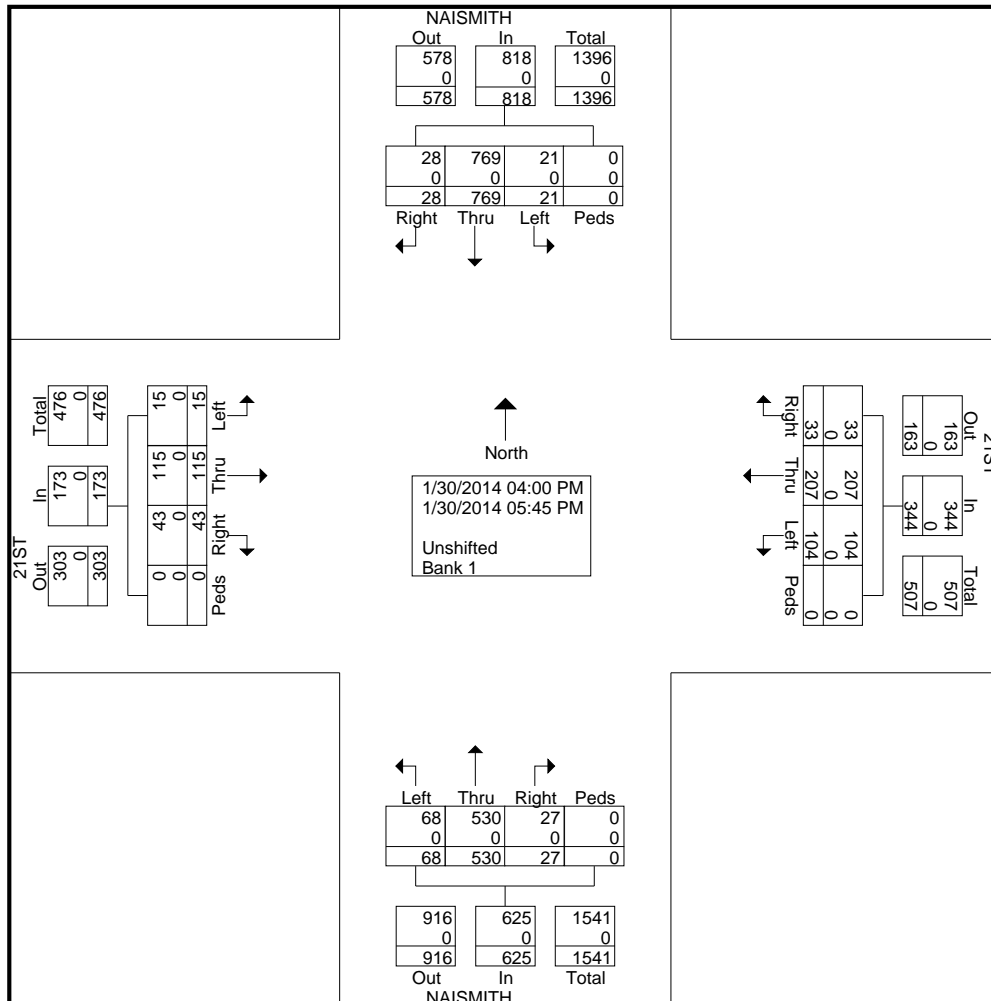 NAISMITH
Out In Total
578 818 1396
0 0 0
578 818 1396
28 769 21 0
0 0 0 0
28 769 21 0
Right Thru Left Peds
21ST
Total In Out
476 173 303
0 0 0
476 173 303
15 115 43 0
0 0 0 0
15 115 43 0
Left Thru Right Peds
North
1/30/2014 04:00 PM
1/30/2014 05:45 PM
Unshifted
Bank 1
21ST
Out In Total
163 344 507
0 0 0
163 344 507
33 207 104 0
0 0 0 0
33 207 104 0
Right Thru Left Peds
Left Thru Right Peds
68 530 27 0
0 0 0 0
68 530 27 0
916 625 1541
0 0 0
916 625 1541
Out In Total
NAISMITH